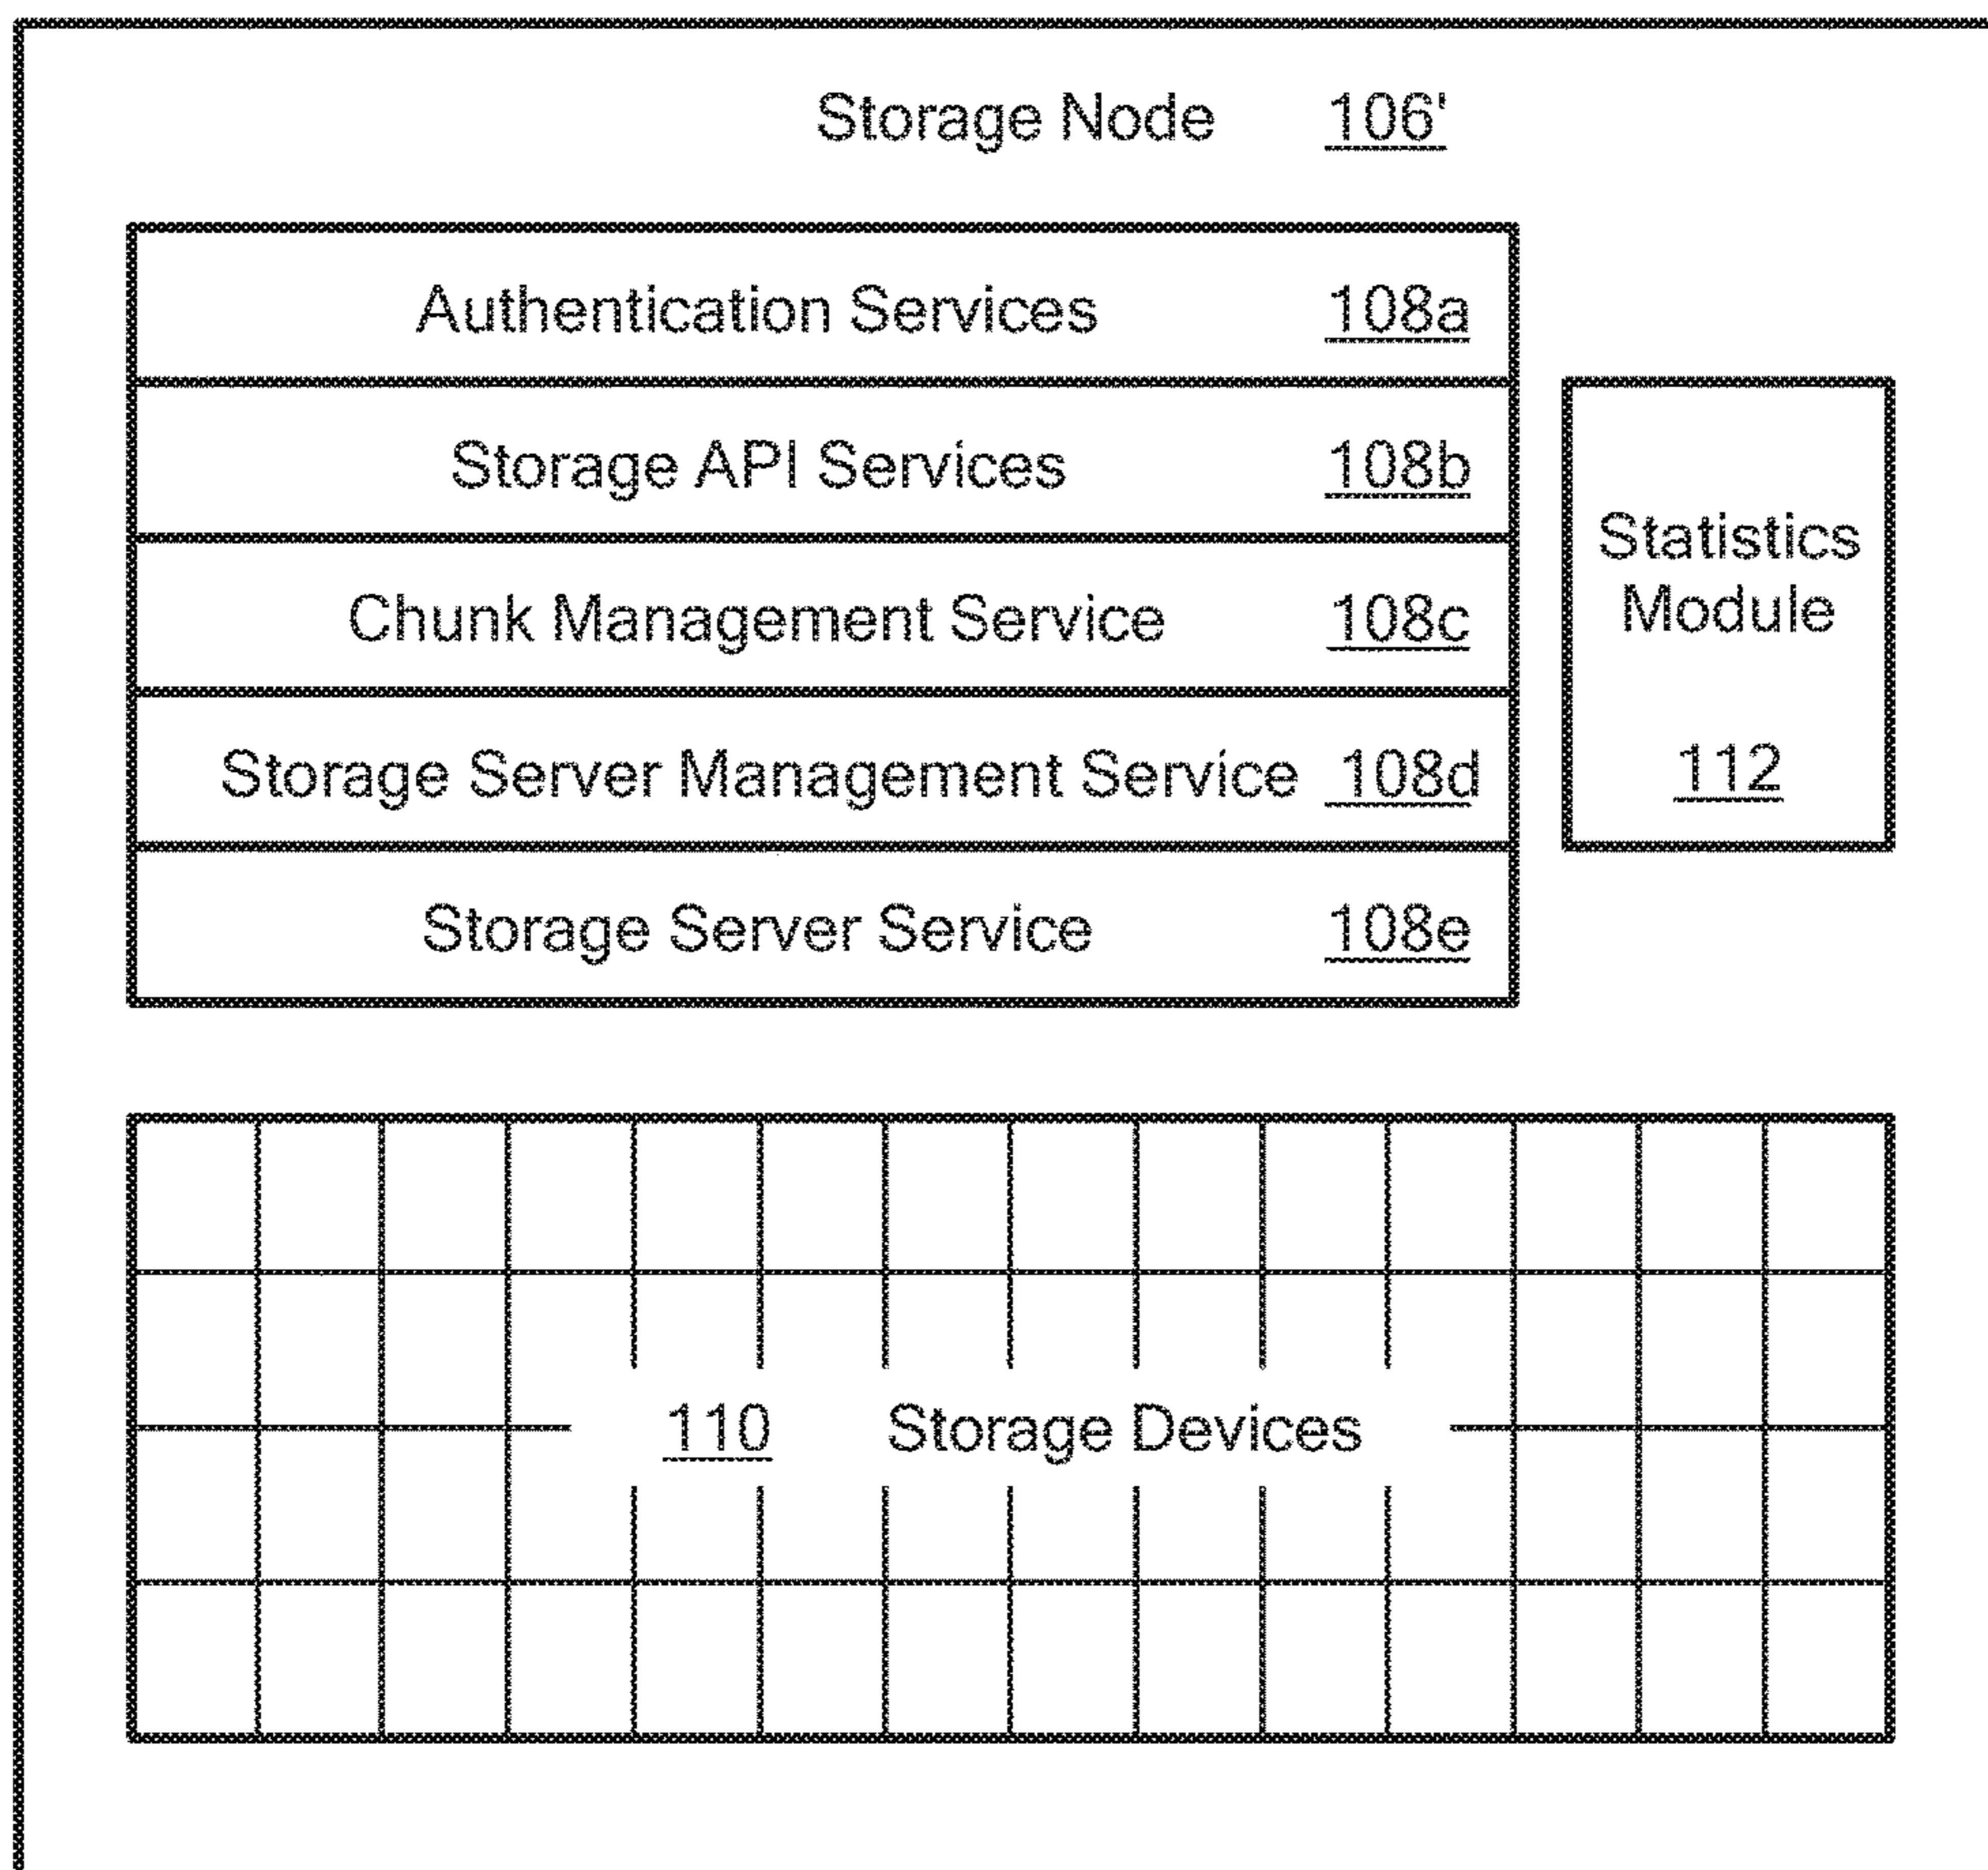 Storage Node 106'
Authentication Services 108a
Storage API Services 108b
Chunk Management Service 108c
Storage Server Management Service 108d
Storage Server Service 108e
Statistics
Module
112
110 Storage Devices